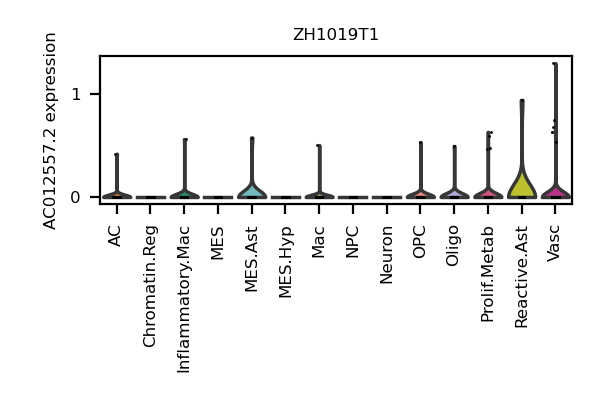 ZH1019T1
AC012557.2 expression
1
0
AC
Chromatin.Reg
Inflammatory.Mac
MES
MES.Ast
MES.Hyp
Mac
NPC
Neuron
OPC
Oligo
Prolif.Metab
Reactive.Ast
Vasc